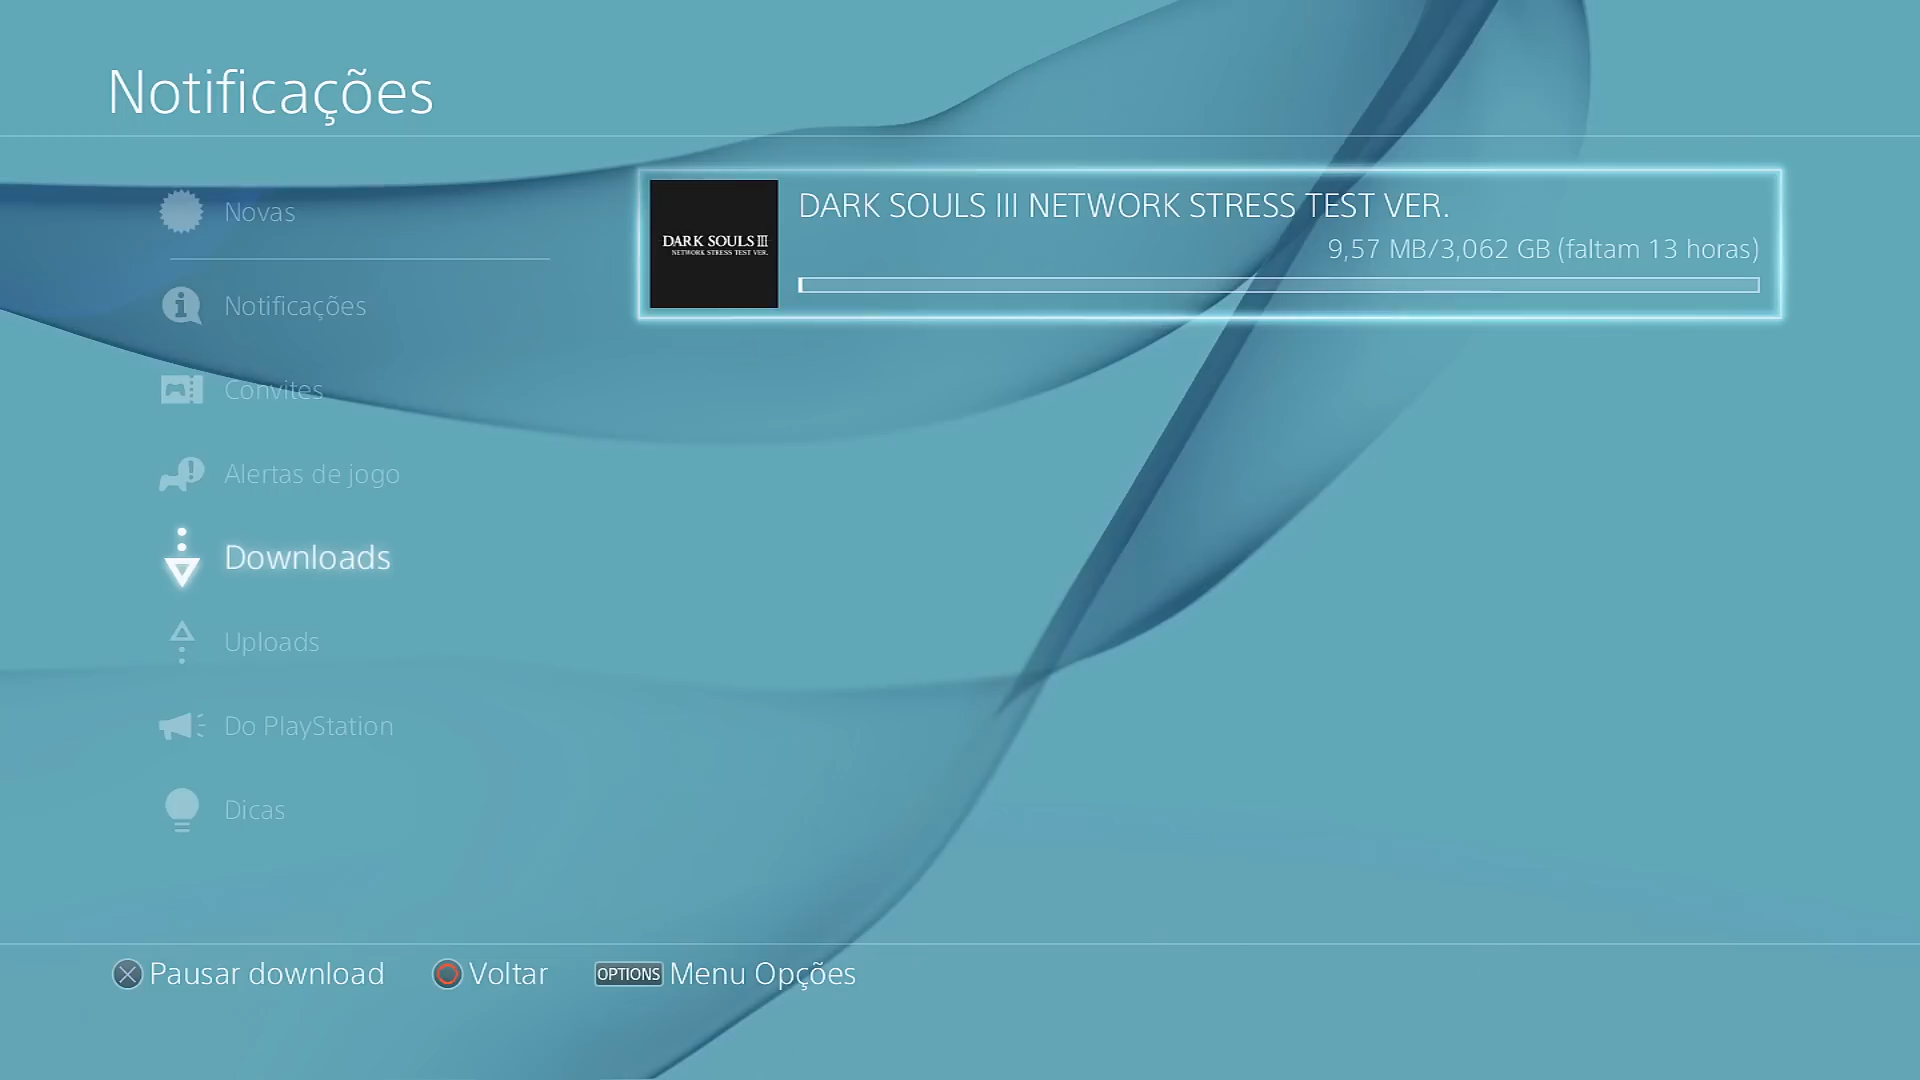 Notificações
Novas
Notificações
Convites
Alertas de jogo
Downloads
Uploads
Do PlayStation
Dicas
DARK SOULS III
NETWORK STRESS TEST VER.
DARK SOULS III NETWORK STRESS TEST VER.
9,57 MB/3,062 GB (faltam 13 horas)
Pausar download Voltar OPTIONS Menu Opções